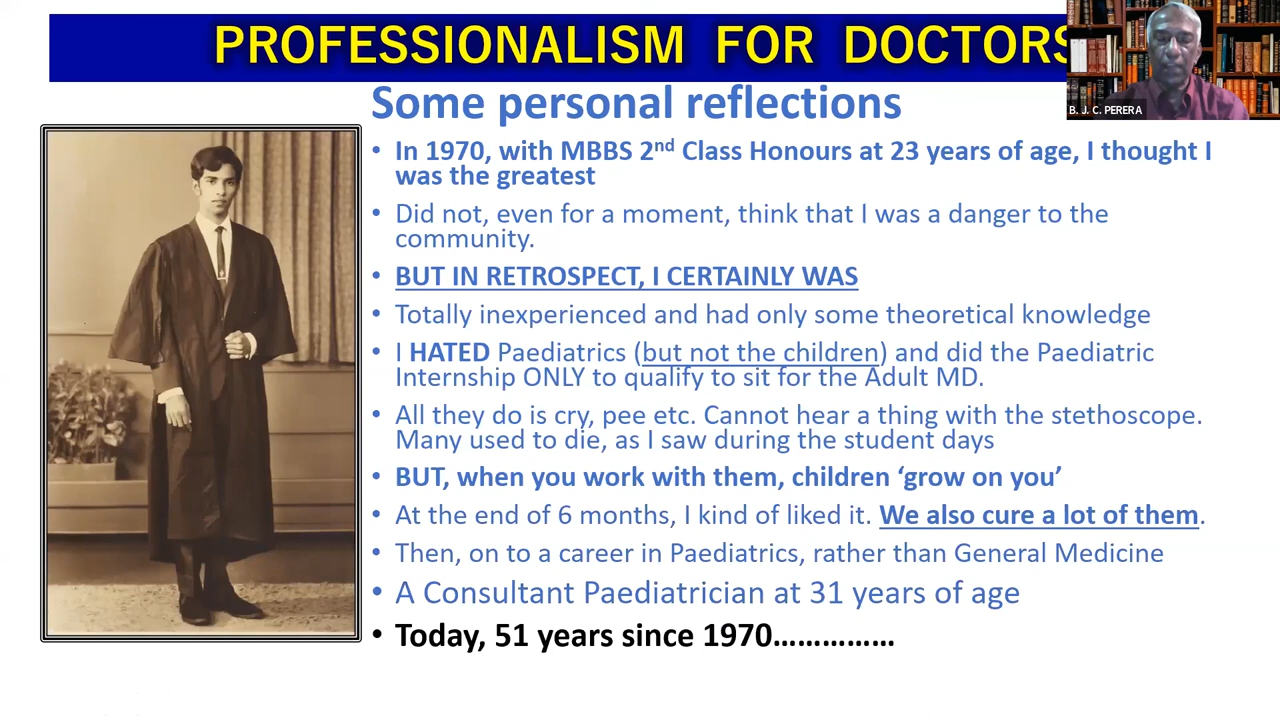 PROFESSIONALISM FOR DOCTORS
B. J. C. PERERA
Some personal reflections
• In 1970, with MBBS 2nd Class Honours at 23 years of age, I thought I
was the greatest
• Did not, even for a moment, think that I was a danger to the
community.
• BUT IN RETROSPECT, I CERTAINLY WAS
• Totally inexperienced and had only some theoretical knowledge
• I HATED Paediatrics (but not the children) and did the Paediatric
Internship ONLY to qualify to sit for the Adult MD.
• All they do is cry, pee etc. Cannot hear a thing with the stethoscope.
Many used to die, as I saw during the student days
• BUT, when you work with them, children ‘grow on you’
• At the end of 6 months, I kind of liked it. We also cure a lot of them.
• Then, on to a career in Paediatrics, rather than General Medicine
• A Consultant Paediatrician at 31 years of age
• Today, 51 years since 1970……………